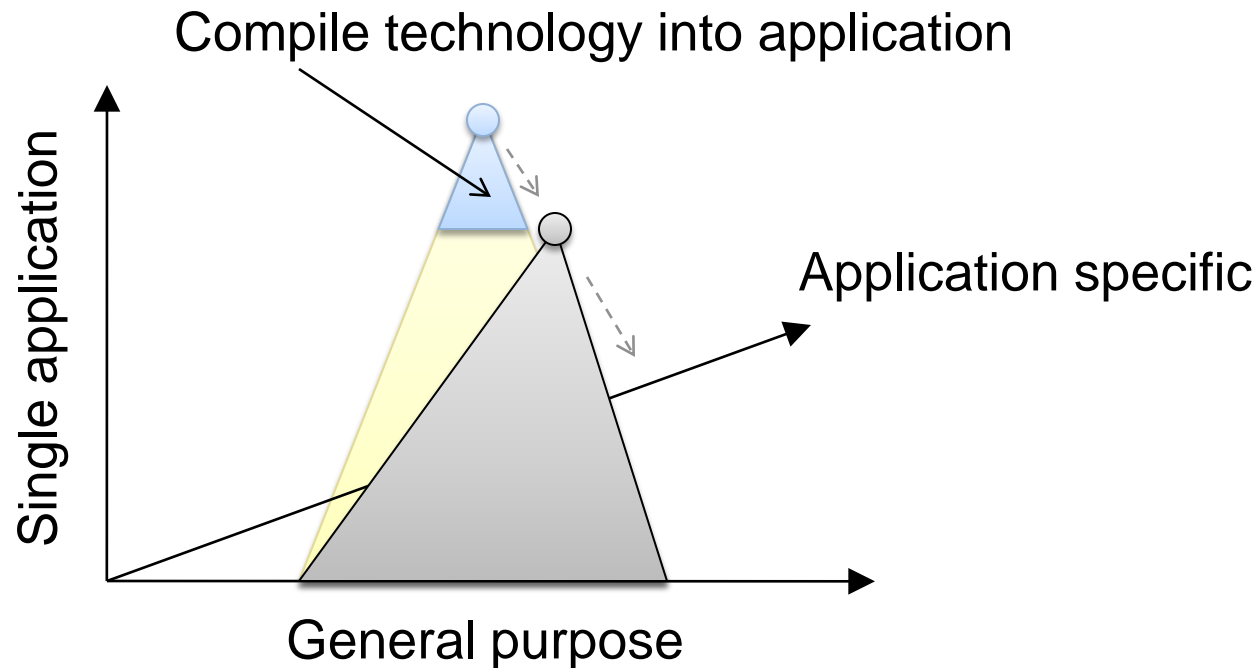 Compile technology into application
Single application
Application specific
General purpose